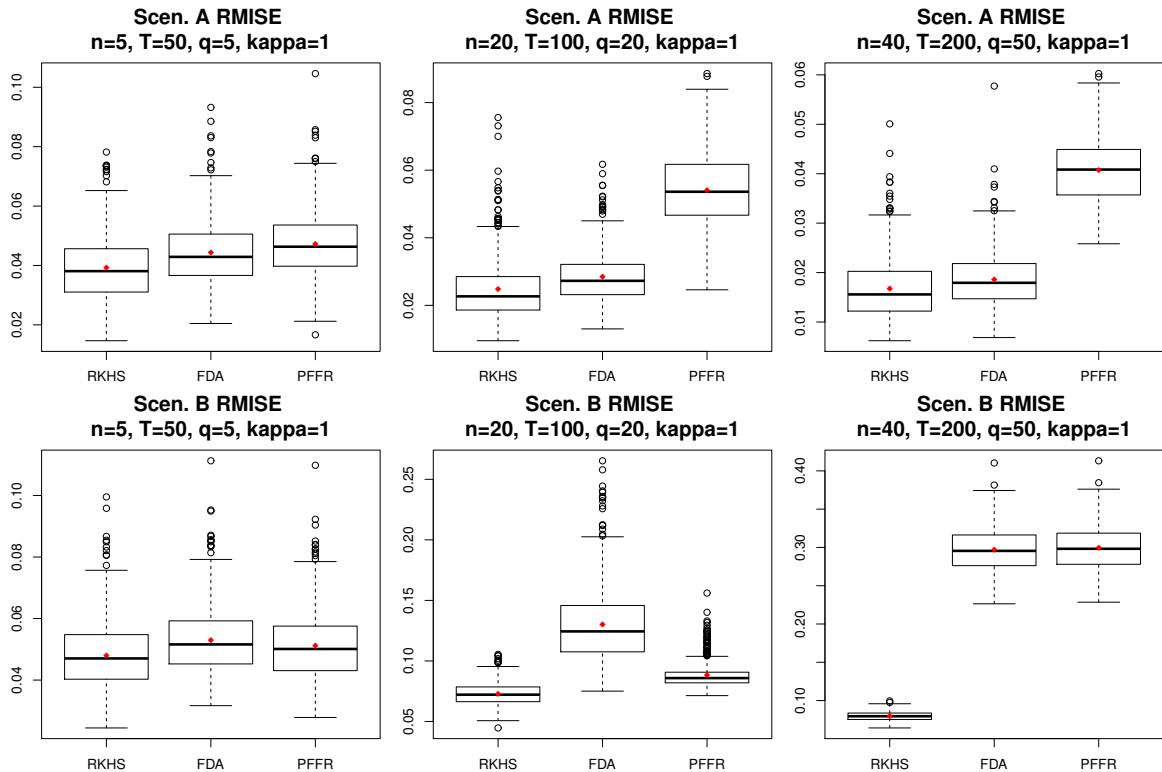 Scen. A RMISE
n=5, T=50, q=5, kappa=1
0.10
0.08
0.06
0.04
0.02
RKHS FDA PFFR
Scen. A RMISE
n=20, T=100, q=20, kappa=1
0.08
0.06
0.04
0.02
RKHS FDA PFFR
Scen. A RMISE
n=40, T=200, q=50, kappa=1
0.06
0.05
0.04
0.03
0.02
0.01
RKHS FDA PFFR
Scen. B RMISE
n=5, T=50, q=5, kappa=1
0.10
0.08
0.06
0.04
RKHS FDA PFFR
Scen. B RMISE
n=20, T=100, q=20, kappa=1
0.25
0.20
0.15
0.10
0.05
RKHS FDA PFFR
Scen. B RMISE
n=40, T=200, q=50, kappa=1
0.40
0.30
0.20
0.10
RKHS FDA PFFR